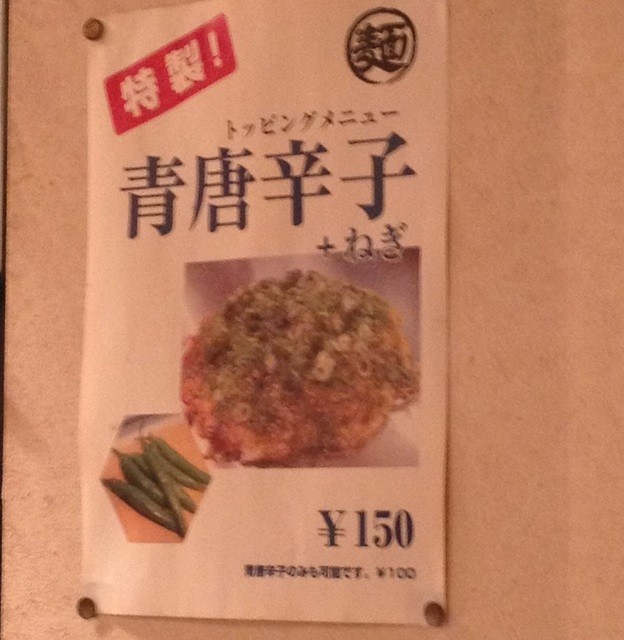 特製!
麺
トッピングメニュー
青唐辛子
+ねぎ
¥150
青唐辛子のみも可能です。¥100